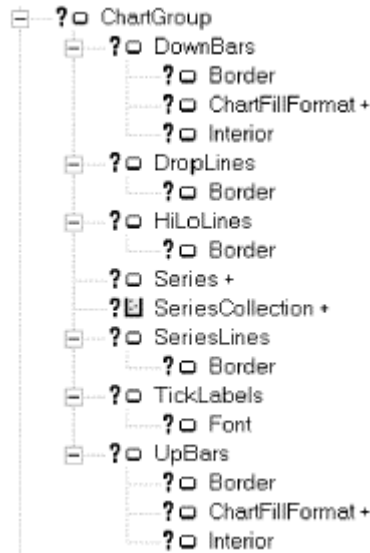 ? ChartGroup
? DownBars
? Border
? ChartFillFormat +
? Interior
? DropLines
? Border
? HiLoLines
? Border
? Series +
? SeriesCollection +
? SeriesLines
? Border
? TickLabels
? Font
? UpBars
? Border
? ChartFillFormat +
? Interior